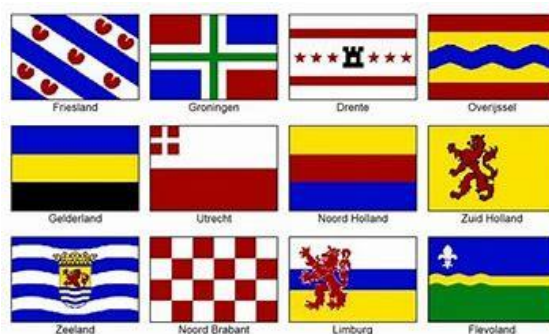 Friesland
Groningen
Drente
Overijssel
Gelderland
Utrecht
Noord Holland
Zuid Holland
Zeeland
Noord Brabant
Limburg
Flevoland